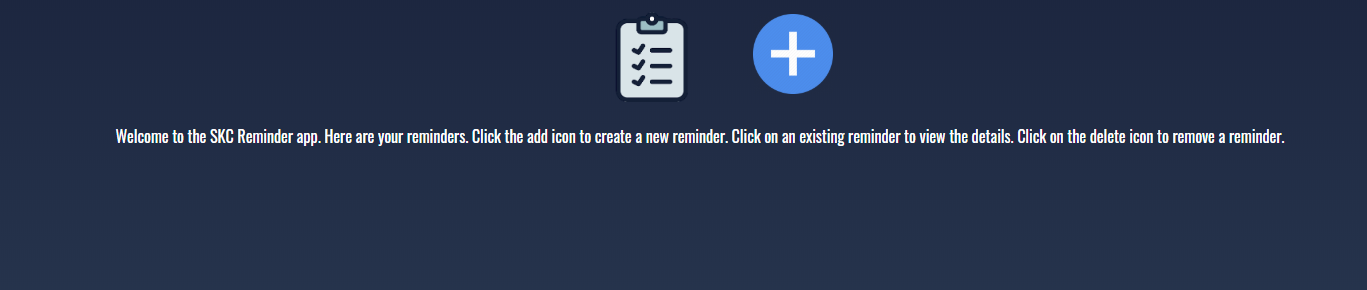 Welcome to the SKC Reminder app. Here are your reminders. Click the add icon to create a new reminder. Click on an existing reminder to view the details. Click on the delete icon to remove a reminder.